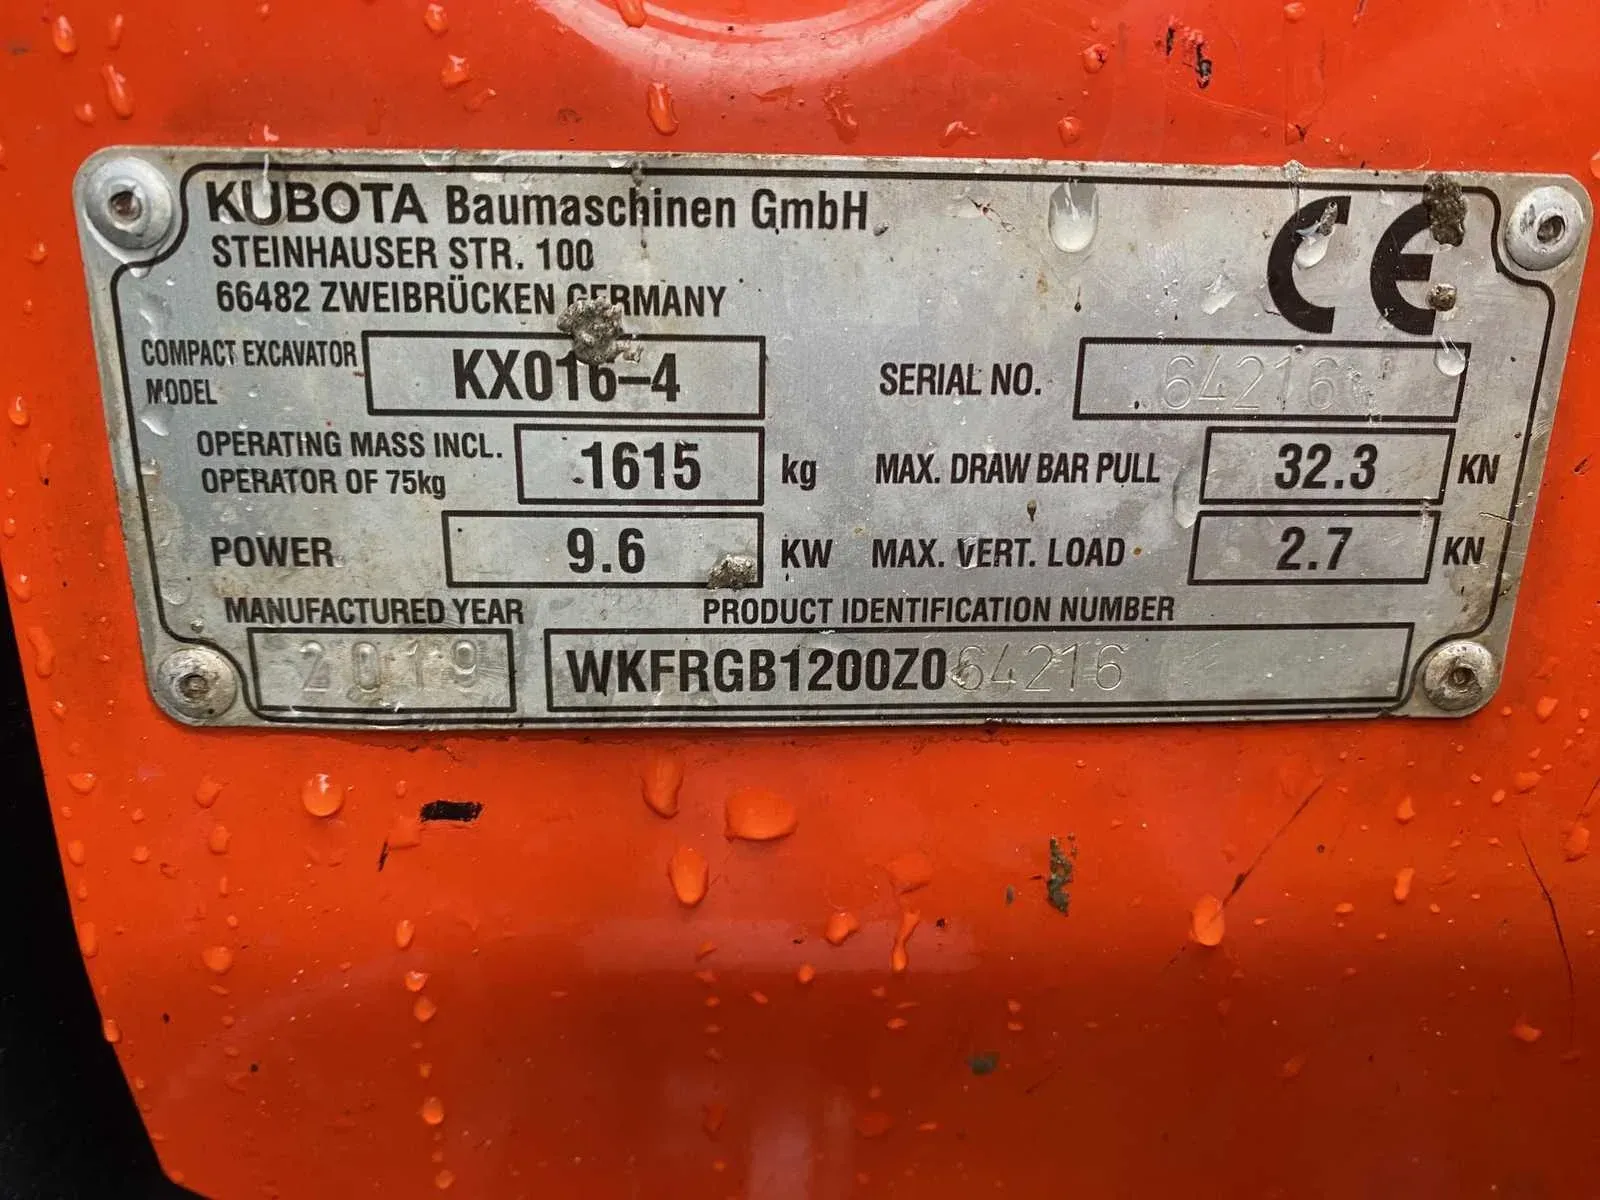 KUBOTA Baumaschinen GmbH
STEINHAUSER STR. 100
66482 ZWEIBRÜCKEN GERMANY
CE
COMPACT EXCAVATOR MODEL KX016-4
SERIAL NO. 64216
OPERATING MASS INCL. OPERATOR OF 75kg 1615 kg
MAX. DRAW BAR PULL 32.3 KN
POWER 9.6 KW
MAX. VERT. LOAD 2.7 KN
MANUFACTURED YEAR
2019
PRODUCT IDENTIFICATION NUMBER
WKFRGB1200Z064216